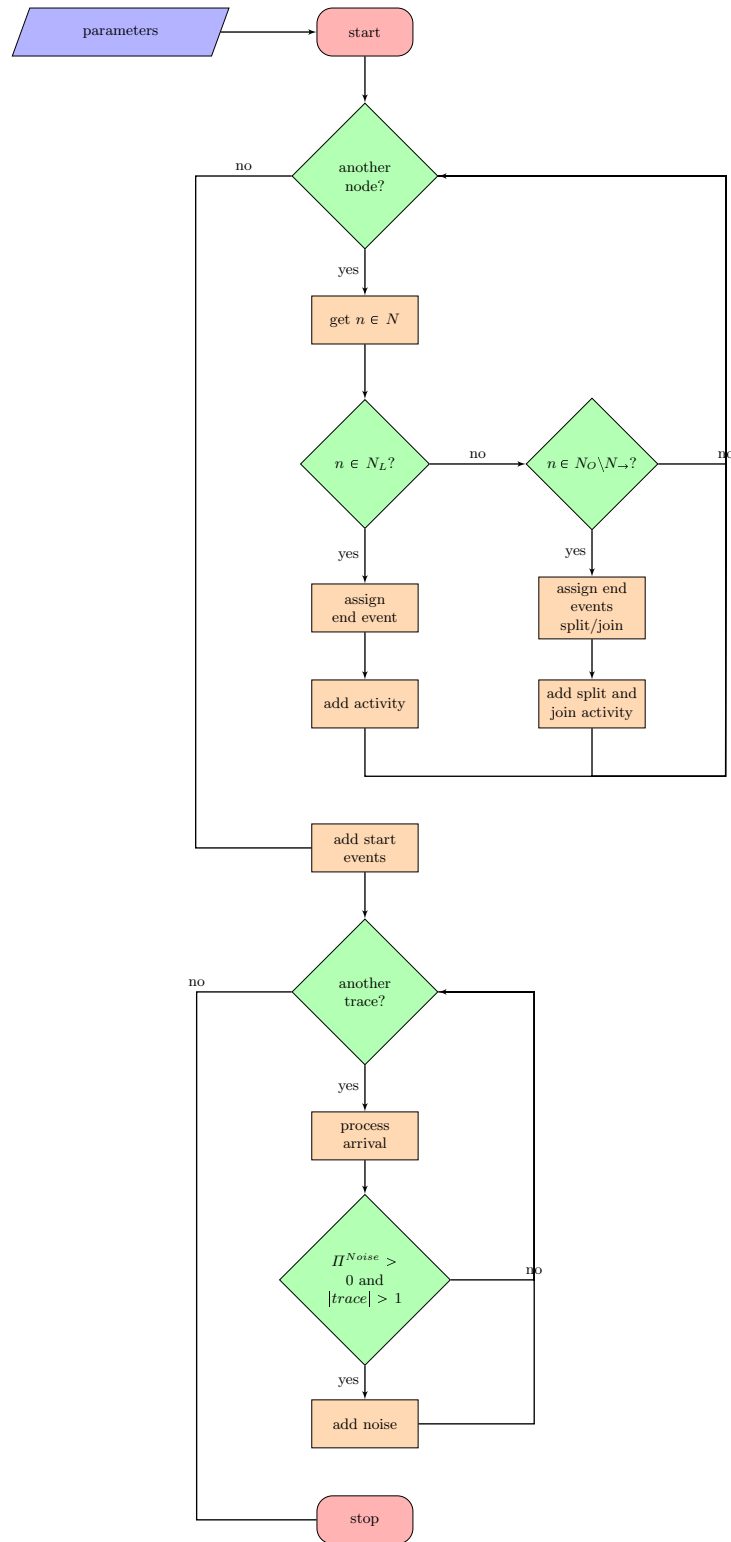 parameters
start
another
node?
no
yes
get n ∈ N
n ∈ N_L?
no
n ∈ N_O\N_→?
no
yes
yes
assign
end event
assign end
events
split/join
add activity
add split and
join activity
add start
events
another
trace?
no
yes
process
arrival
Π^{Noise} >
0 and
|trace| > 1
no
yes
add noise
stop